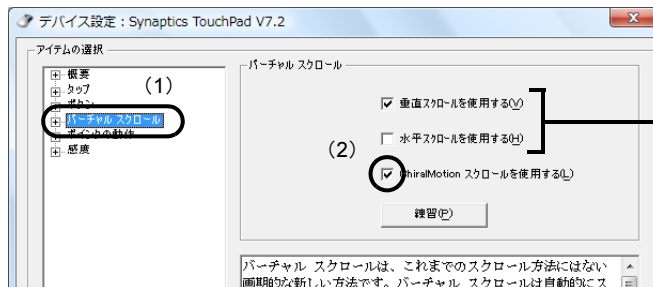 デバイス設定：Synaptics TouchPad V7.2
アイテムの選択
概要
タップ
ボタン
バーチャル スクロール
ポインタの動作
感度
(1)
バーチャル スクロール
垂直スクロールを使用する(V)
水平スクロールを使用する(H)
(2)
ChiralMotion スクロールを使用する(L)
練習(P)
バーチャル スクロールは、これまでのスクロール方法にはない
画期的な新しい方法です。バーチャル スクロールは自動的にス